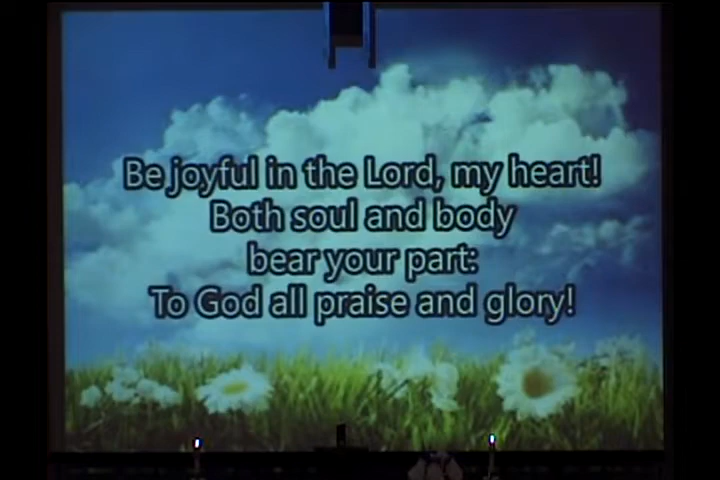 Be joyful in the Lord, my heart!
Both soul and body
bear your part:
To God all praise and glory!